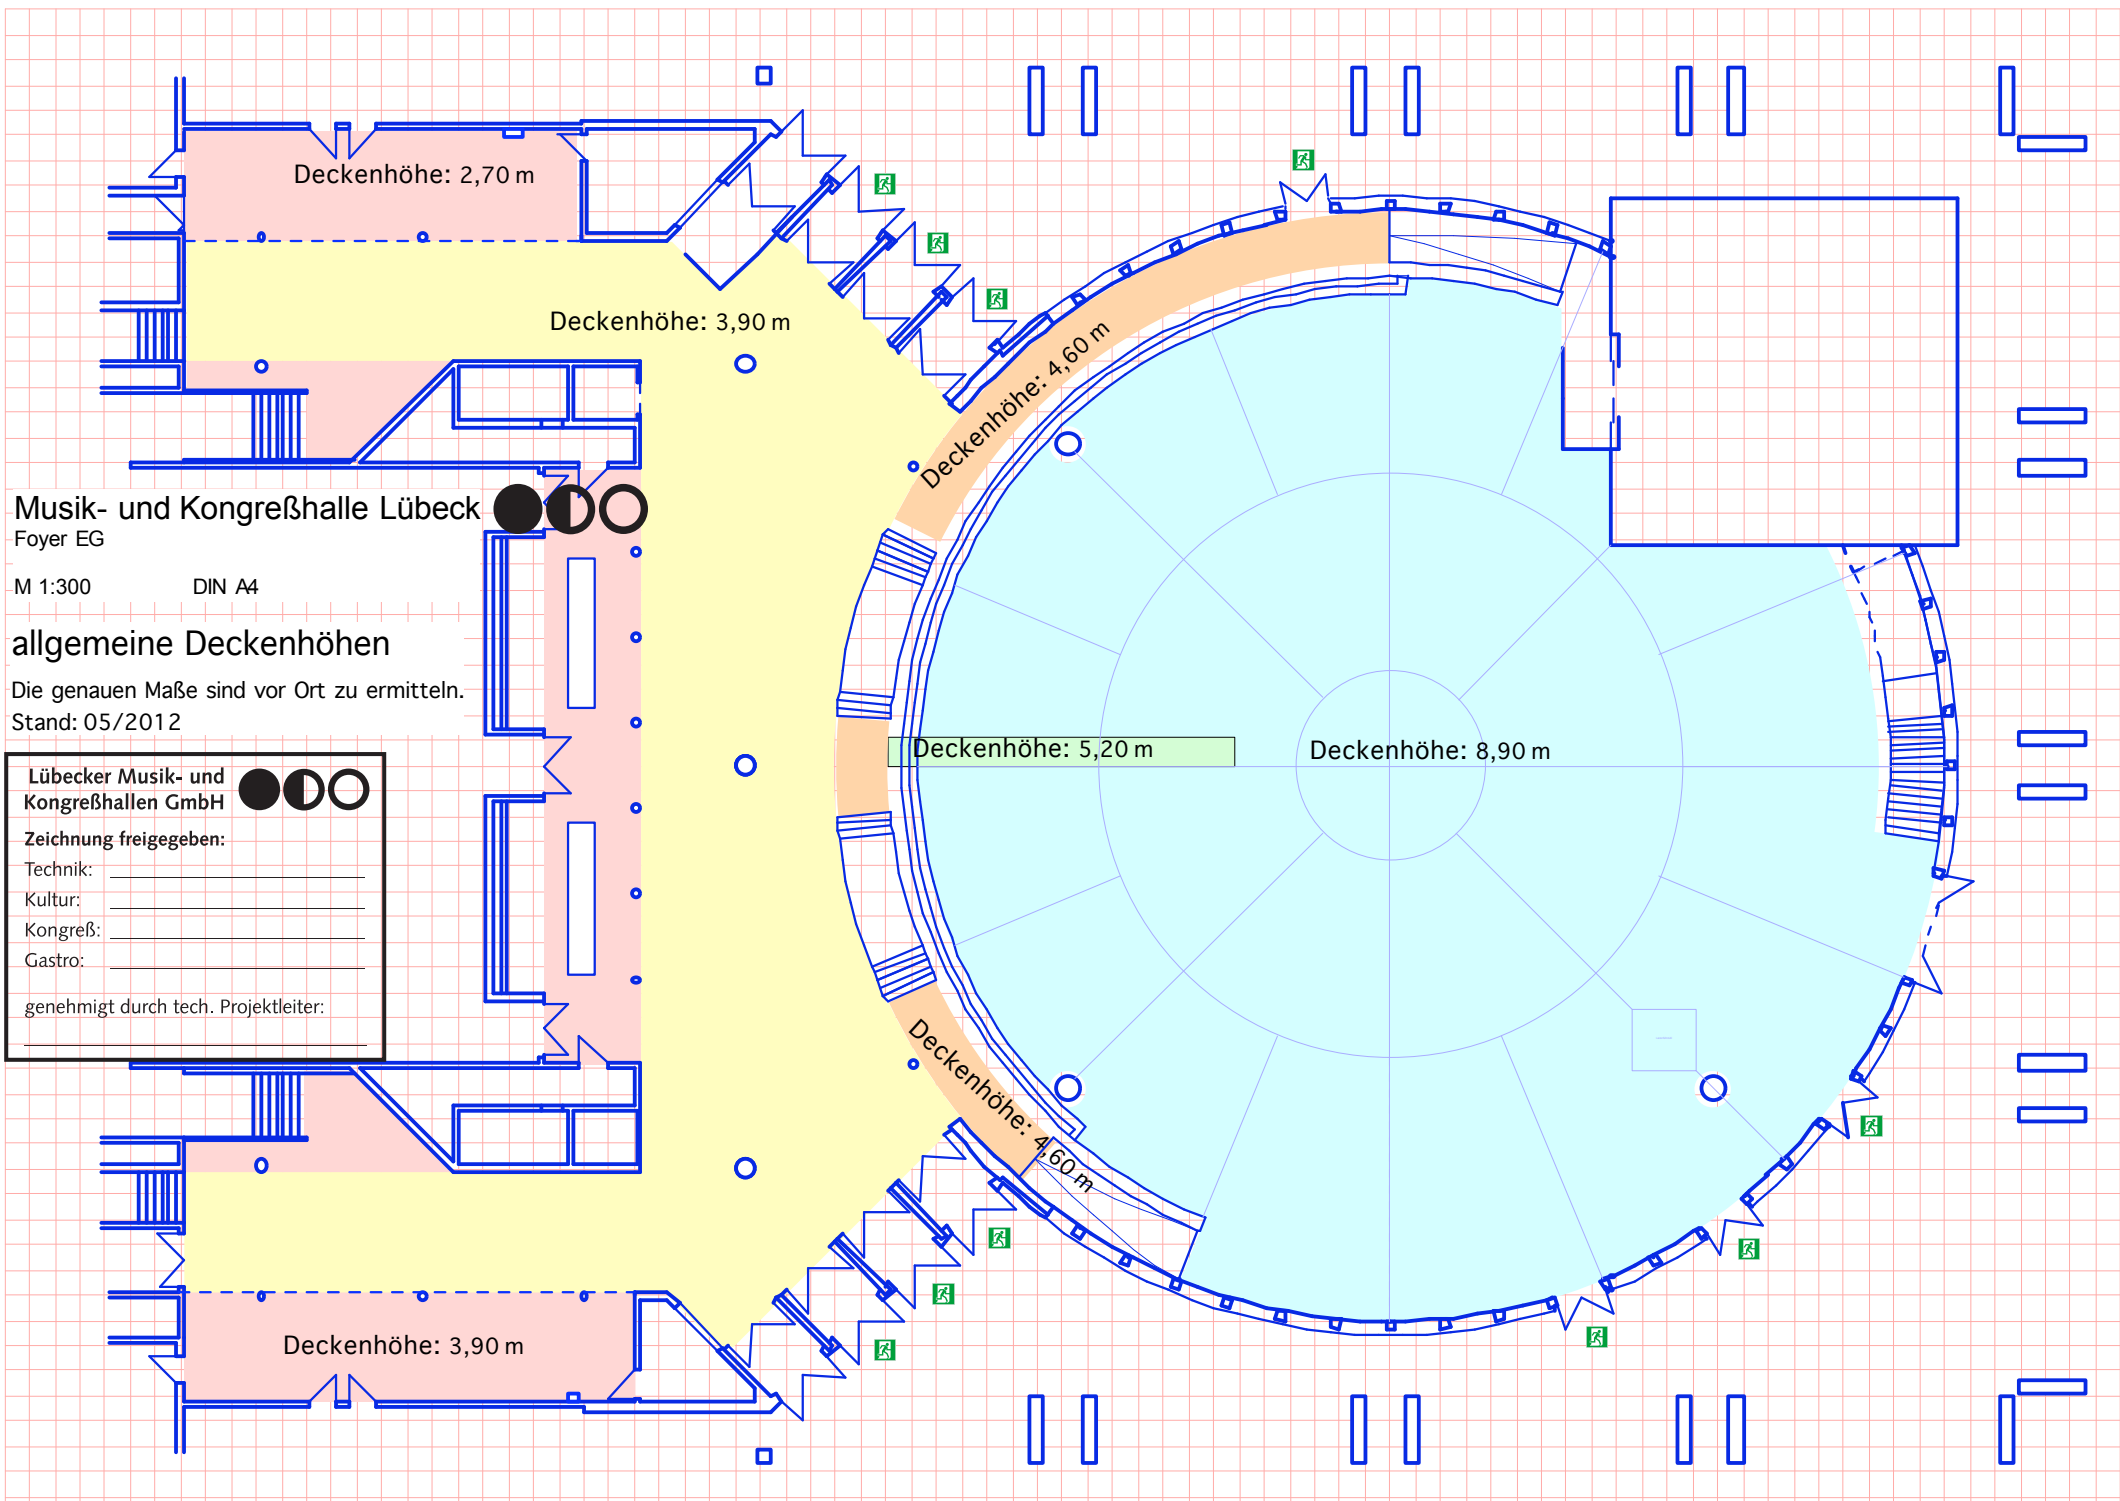 Deckenhöhe: 2,70 m
Deckenhöhe: 3,90 m
Deckenhöhe: 4,60 m
Musik- und Kongreßhalle Lübeck
Foyer EG
M 1:300 DIN A4
allgemeine Deckenhöhen
Die genauen Maße sind vor Ort zu ermitteln.
Stand: 05/2012
Deckenhöhe: 5,20 m
Deckenhöhe: 8,90 m
Lübecker Musik- und
Kongreßhallen GmbH
Zeichnung freigegeben:
Technik:
Kultur:
Kongreß:
Gastro:
genehmigt durch tech. Projektleiter:
Deckenhöhe: 4,60 m
Deckenhöhe: 3,90 m